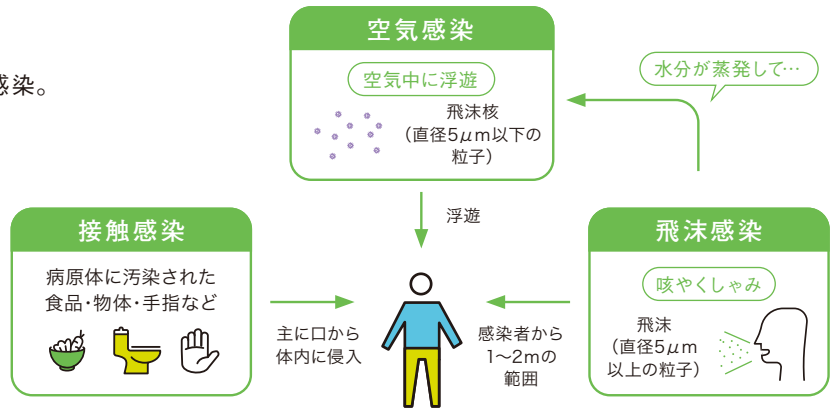 感染。
空気感染
空気中に浮遊
飛沫核
(直径5μm以下の
粒子)
水分が蒸発して…
浮遊
接触感染
病原体に汚染された
食品・物体・手指など
主に口から
体内に侵入
感染者から
1〜2mの
範囲
飛沫感染
咳やくしゃみ
飛沫
(直径5μm
以上の粒子)